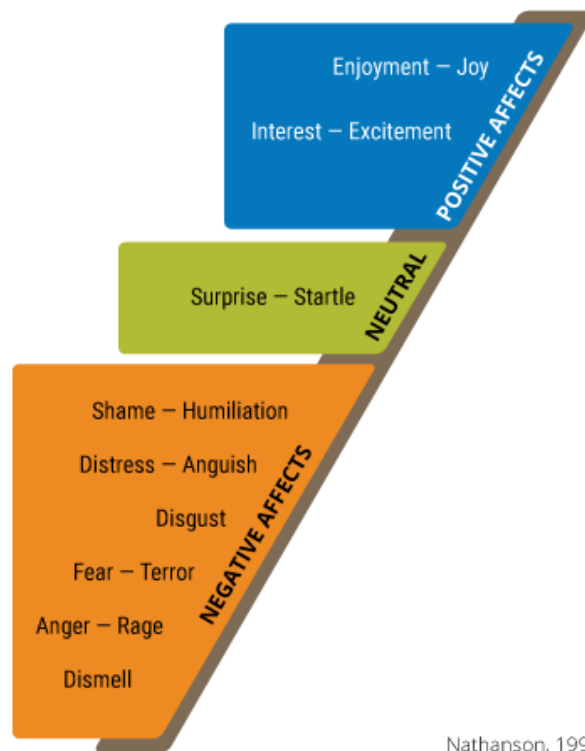 Enjoyment — Joy
Interest — Excitement
POSITIVE AFFECTS
Surprise — Startle
NEUTRAL
Shame — Humiliation
Distress — Anguish
Disgust
Fear — Terror
Anger — Rage
Dismell
NEGATIVE AFFECTS
Nathanson, 199